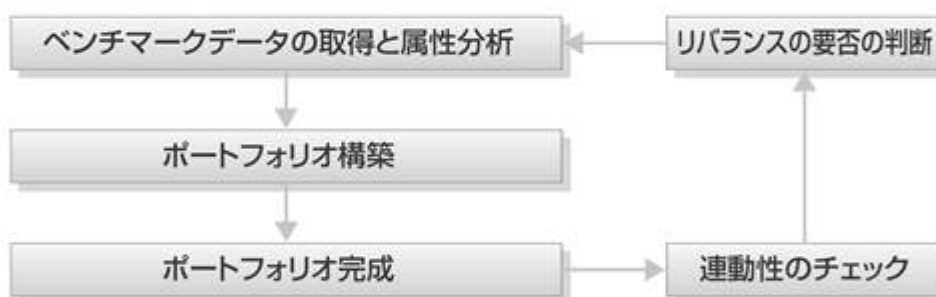 ベンチマークデータの取得と属性分析
リバランスの要否の判断
ポートフォリオ構築
ポートフォリオ完成
連動性のチェック